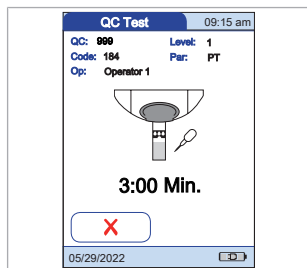 QC Test 09:15 am
QC: 999 Level: 1
Code: 184 Par: PT
Op: Operator 1
3:00 Min.
X
05/29/2022